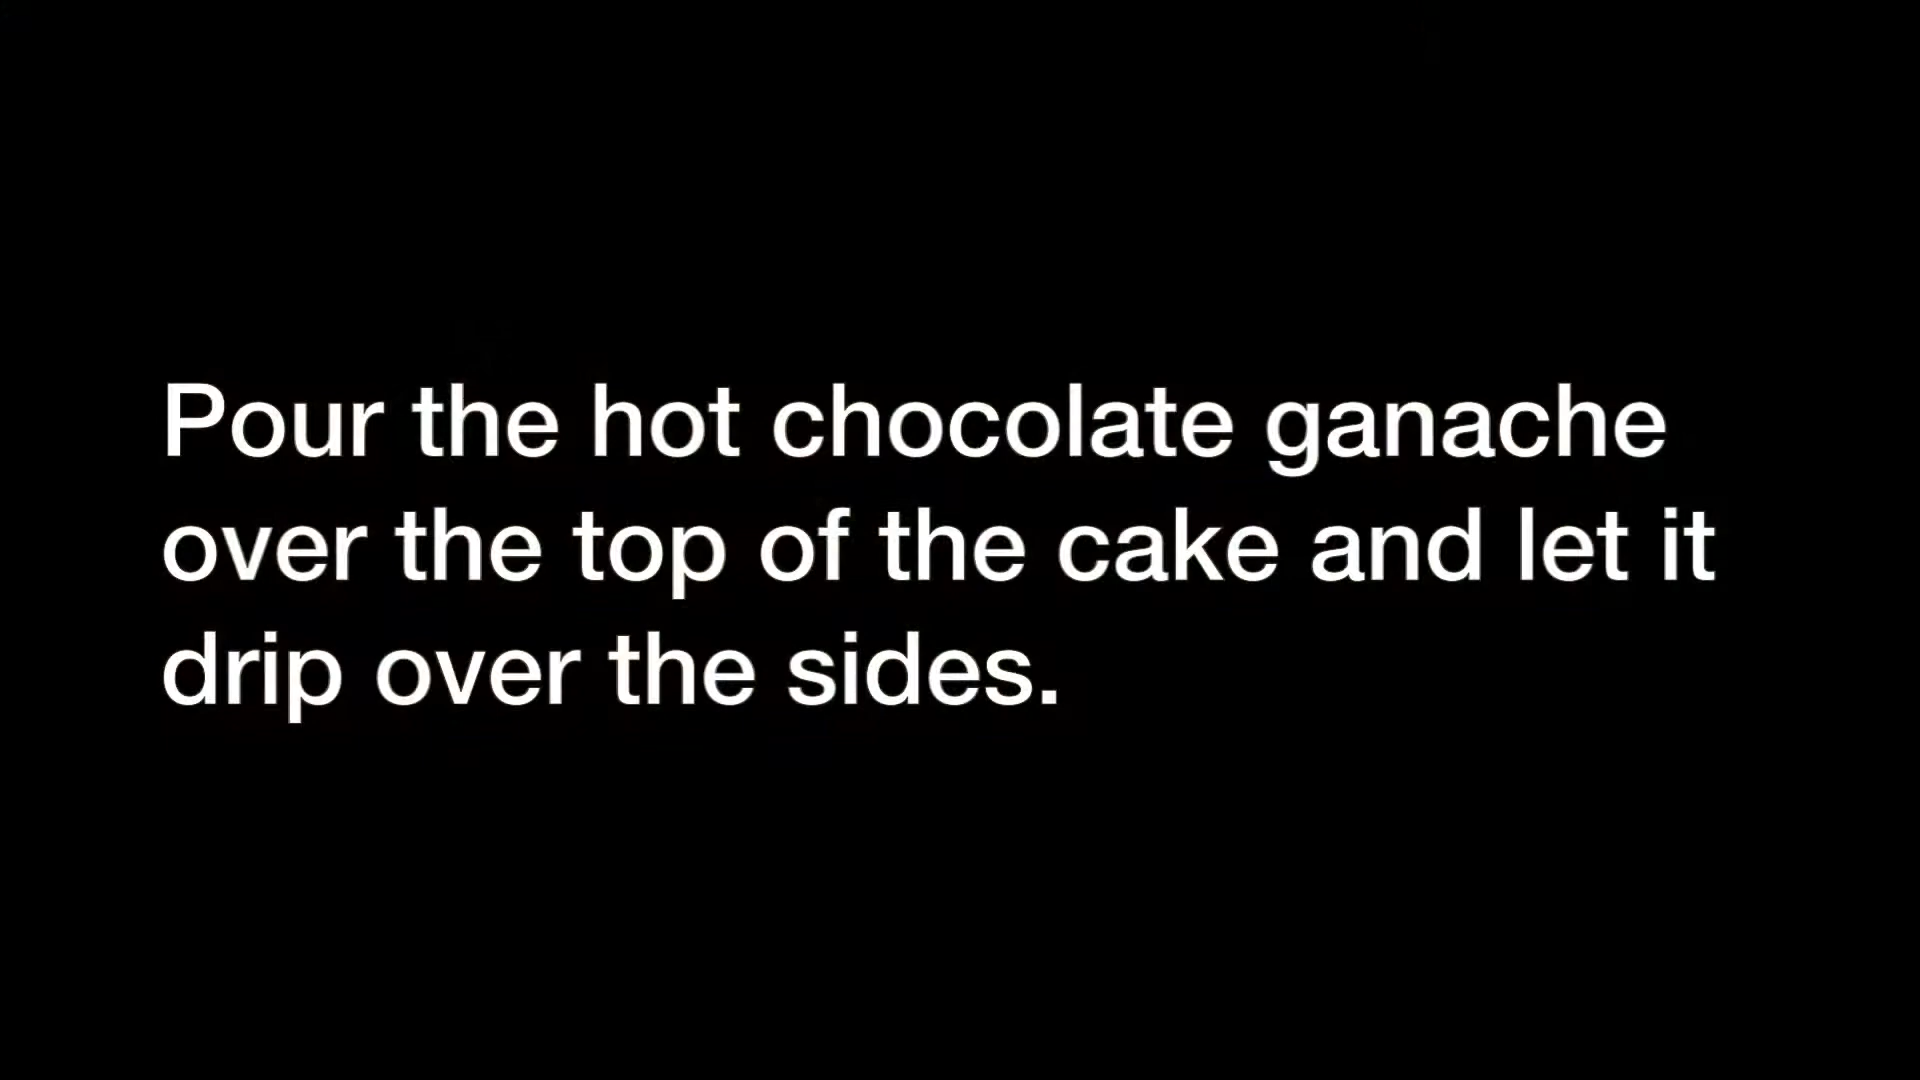 Pour the hot chocolate ganache
over the top of the cake and let it
drip over the sides.